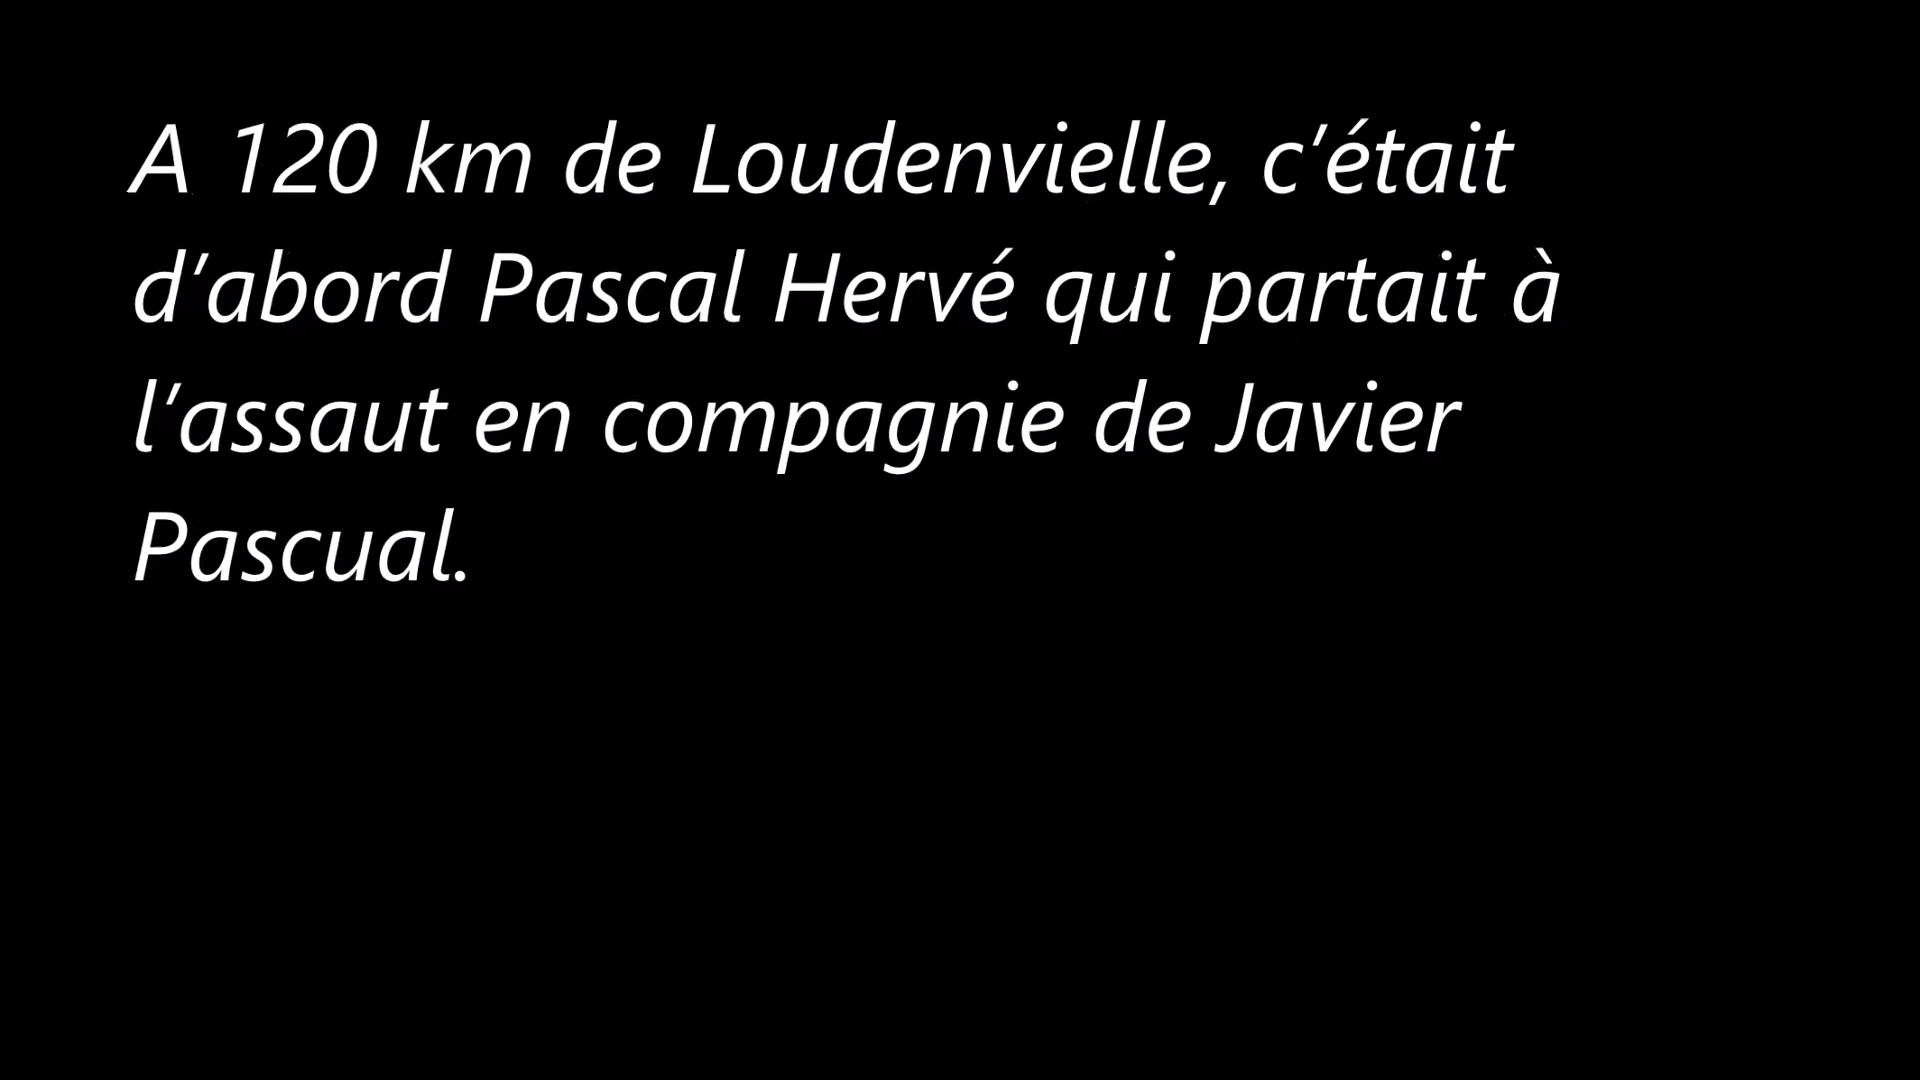 A 120 km de Loudenvielle, c’était
d’abord Pascal Hervé qui partait à
l’assaut en compagnie de Javier
Pascual.